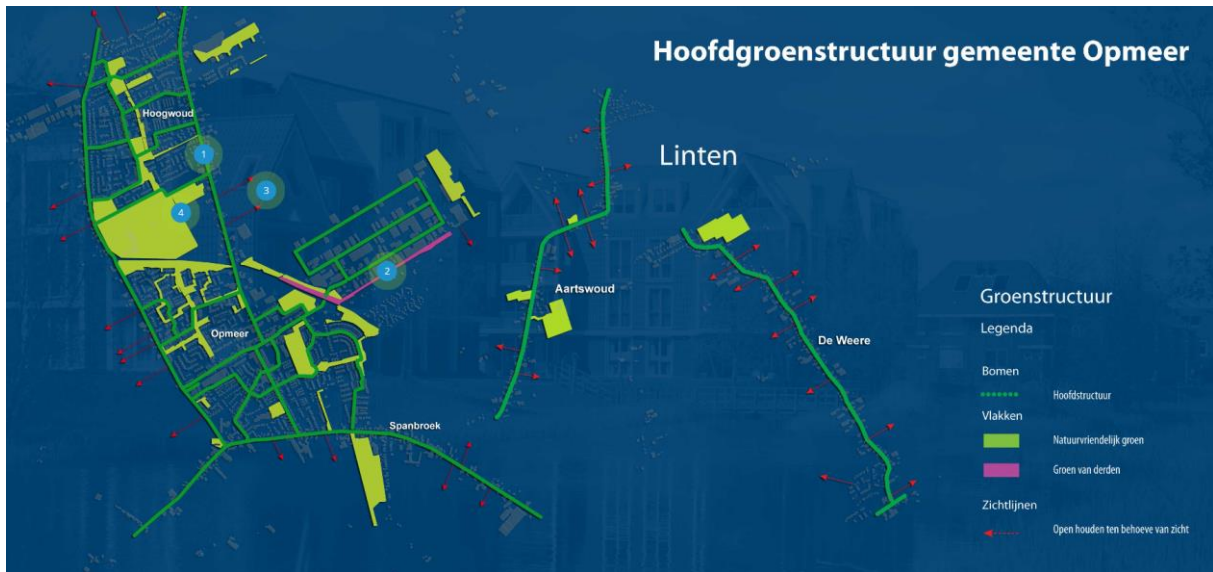 Hoofdgroenstructuur gemeente Opmeer
Hoogwoud
Linten
1
3
4
2
Aartswoud
Groenstructuur
Opmeer
Legenda
De Weere
Bomen
Hoofdstructuur
Vlakken
Spanbroek
Natuurvriendelijk groen
Groen van derden
Zichtlijnen
Open houden ten behoeve van zicht